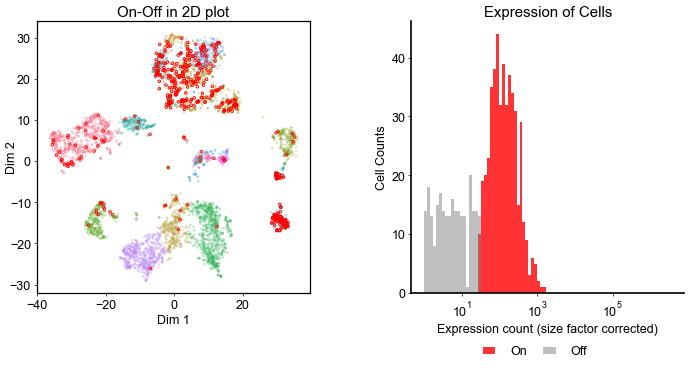 On-Off in 2D plot
30
20
10
0
−10
−20
−30
−40
−20
0
20
Dim 2
Dim 1
Expression of Cells
40
30
20
10
0
10^1
10^3
10^5
Cell Counts
Expression count (size factor corrected)
On
Off